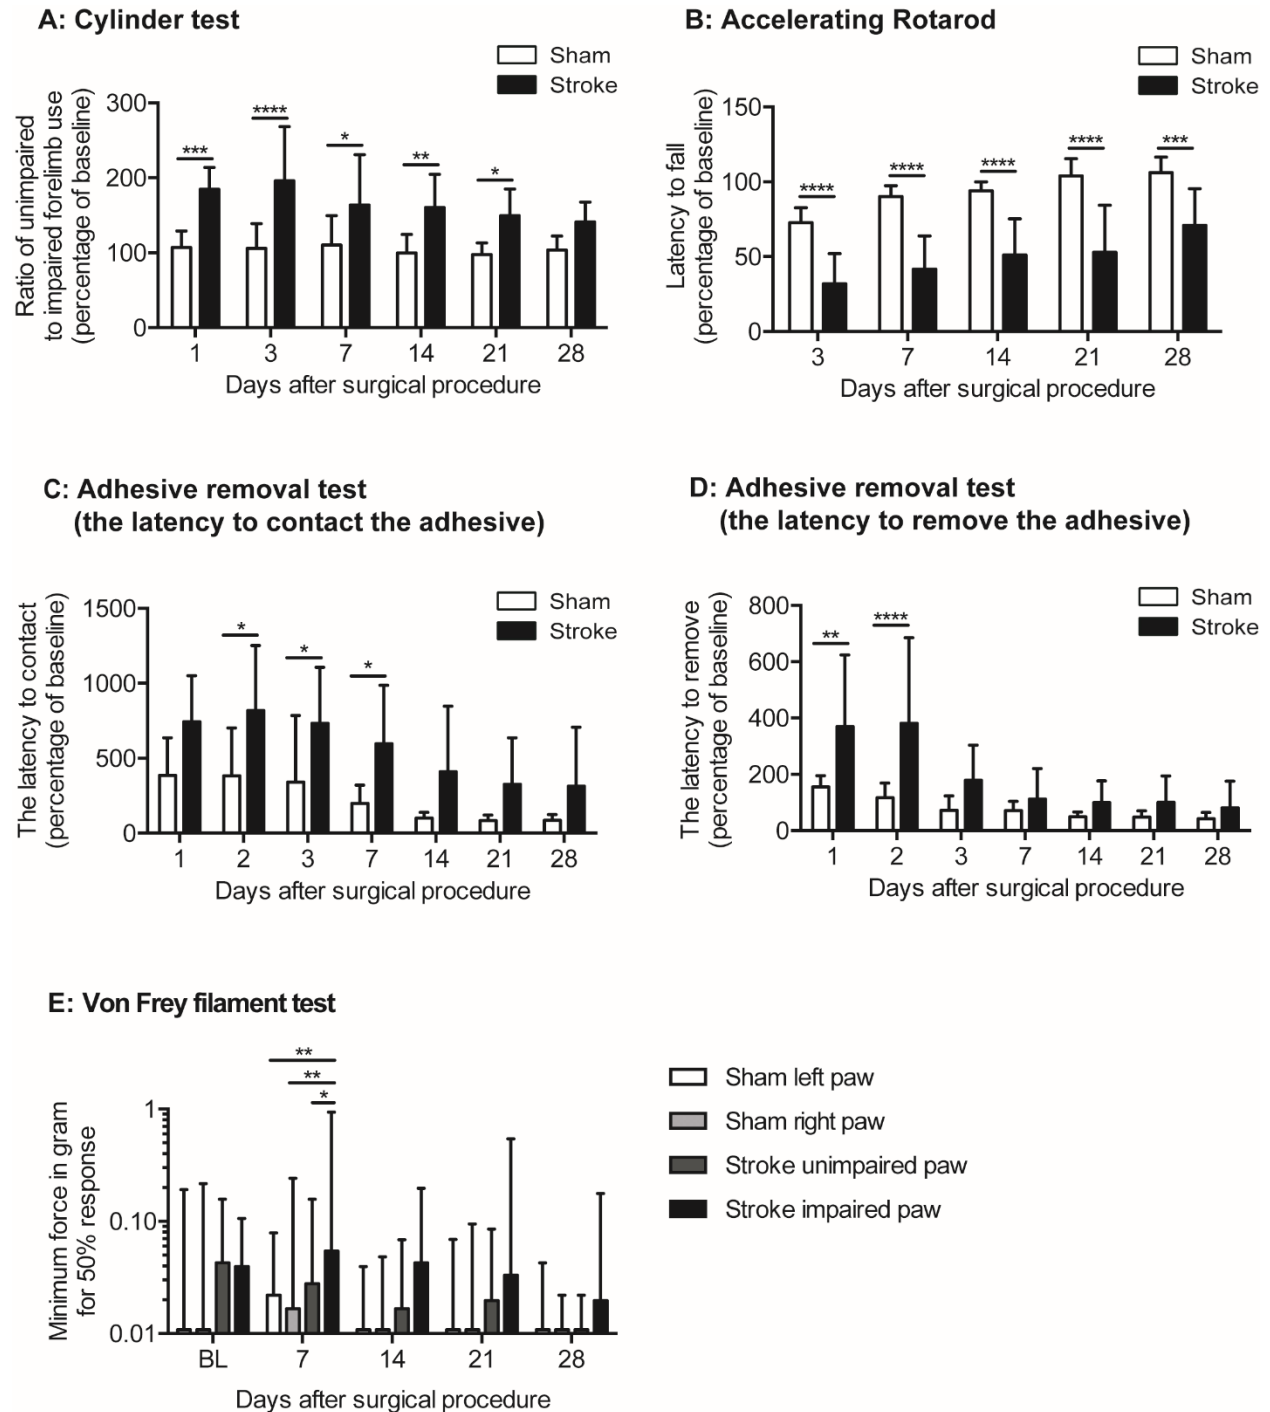 A: Cylinder test
Sham
Stroke
Ratio of unimpaired
to impaired forelimb use
(percentage of baseline)
300
200
100
0
***
****
*
**
*
1 3 7 14 21 28
Days after surgical procedure
B: Accelerating Rotarod
Sham
Stroke
Latency to fall
(percentage of baseline)
150
100
50
0
****
****
****
****
***
3 7 14 21 28
Days after surgical procedure
C: Adhesive removal test
(the latency to contact the adhesive)
Sham
Stroke
The latency to contact
(percentage of baseline)
1500
1000
500
0
*
*
*
1 2 3 7 14 21 28
Days after surgical procedure
D: Adhesive removal test
(the latency to remove the adhesive)
Sham
Stroke
The latency to remove
(percentage of baseline)
800
600
400
200
0
**
****
1 2 3 7 14 21 28
Days after surgical procedure
E: Von Frey filament test
Minimum force in gram
for 50% response
1
0.10
0.01
**
**
*
BL 7 14 21 28
Days after surgical procedure
Sham left paw
Sham right paw
Stroke unimpaired paw
Stroke impaired paw